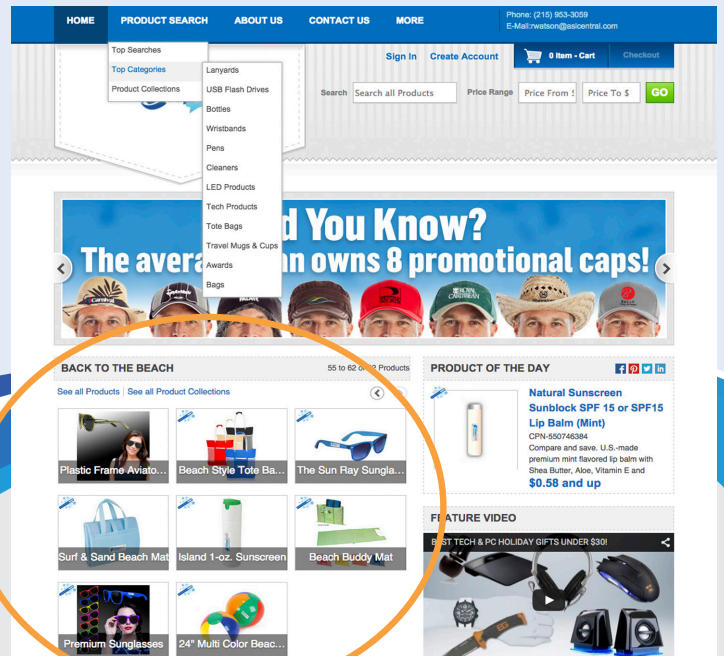 HOME PRODUCT SEARCH ABOUT US CONTACT US MORE
Phone: (215) 953-3059
E-Mail:rwatson@asicentral.com
Top Searches
Top Categories
Product Collections
Lanyards
USB Flash Drives
Bottles
Wristbands
Pens
Cleaners
LED Products
Tech Products
Tote Bags
Travel Mugs & Cups
Awards
Bags
Sign In Create Account
0 Item - Cart Checkout
Search Search all Products Price Range Price From $ Price To $ GO
d You Know?
The avera an owns 8 promotional caps!
Carnival
ROYAL CARIBBEAN
BACK TO THE BEACH
55 to 62 of Products
See all Products | See all Product Collections
Plastic Frame Aviato...
Beach Style Tote Ba...
The Sun Ray Sungla...
Surf & Sand Beach Mat
Island 1-oz. Sunscreen
Beach Buddy Mat
Premium Sunglasses
24" Multi Color Beac...
PRODUCT OF THE DAY
Natural Sunscreen
Sunblock SPF 15 or SPF15
Lip Balm (Mint)
CPN-550746384
Compare and save. U.S.-made
premium mint flavored lip balm with
Shea Butter, Aloe, Vitamin E and
$0.58 and up
FEATURE VIDEO
BEST TECH & PC HOLIDAY GIFTS UNDER $30!